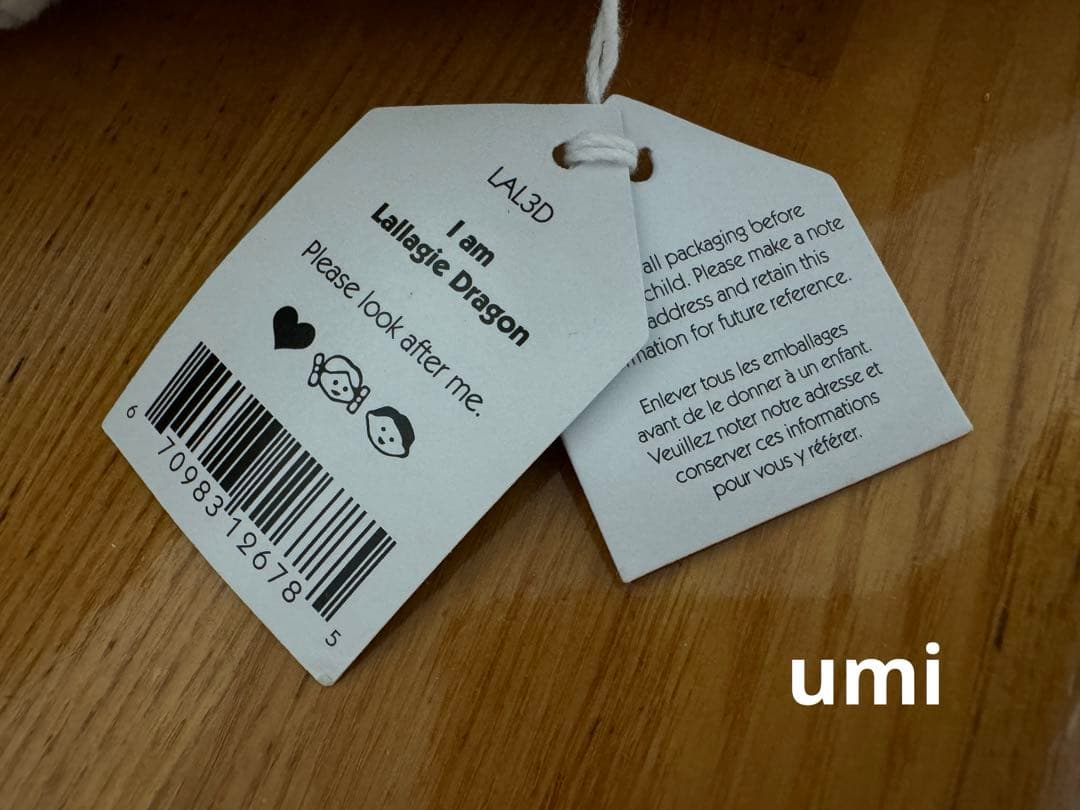 LAL3D
I am
Lallagie Dragon
Please look after me.
6 70983 12678 5
all packaging before
child. Please make a note
address and retain this
mation for future reference.
Enlever tous les emballages
avant de le donner à un enfant.
Veuillez noter notre adresse et
conserver ces informations
pour vous y référer.
umi